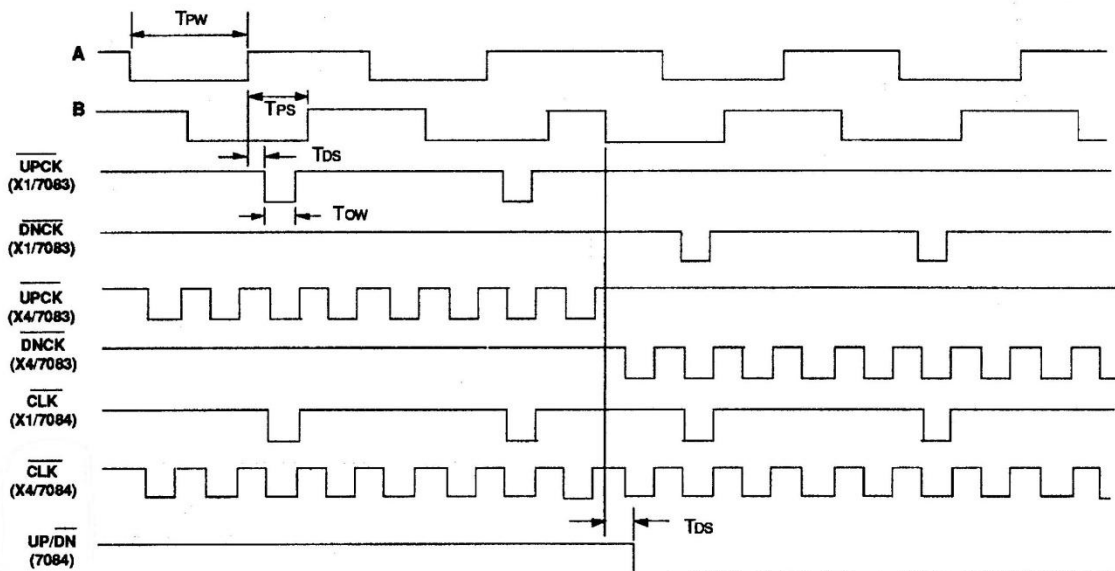 TPW
A
TPS
B
TDS
UPCK
(X1/7083)
TOW
DNCK
(X1/7083)
UPCK
(X4/7083)
DNCK
(X4/7083)
CLK
(X1/7084)
CLK
(X4/7084)
TDS
UP/DN
(7084)